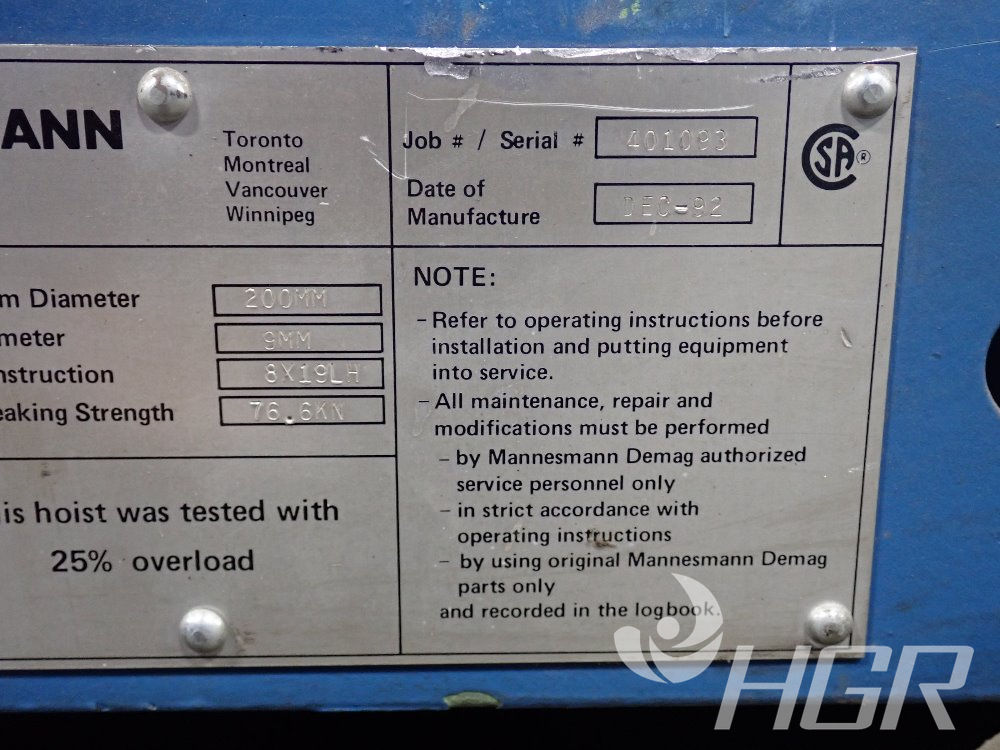 ANN
Toronto
Montreal
Vancouver
Winnipeg
Job # / Serial # 401093
Date of
Manufacture DEC-92
SA ®
m Diameter 200MM
meter 9MM
nstruction 8X19LH
eaking Strength 76.6KN
is hoist was tested with
25% overload
NOTE:
- Refer to operating instructions before
installation and putting equipment
into service.
- All maintenance, repair and
modifications must be performed
- by Mannesmann Demag authorized
service personnel only
- in strict accordance with
operating instructions
- by using original Mannesmann Demag
parts only
and recorded in the logbook.
HGR